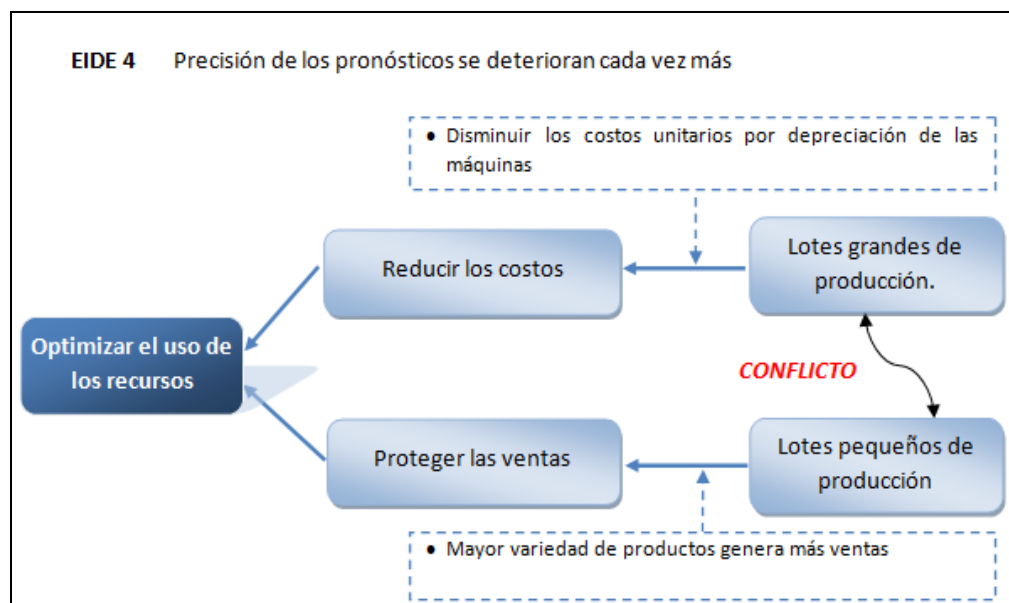 EIDE 4 Precisión de los pronósticos se deterioran cada vez más
• Disminuir los costos unitarios por depreciación de las
máquinas
Reducir los costos
Lotes grandes de
producción.
Optimizar el uso de
los recursos
CONFLICTO
Proteger las ventas
Lotes pequeños de
producción
• Mayor variedad de productos genera más ventas